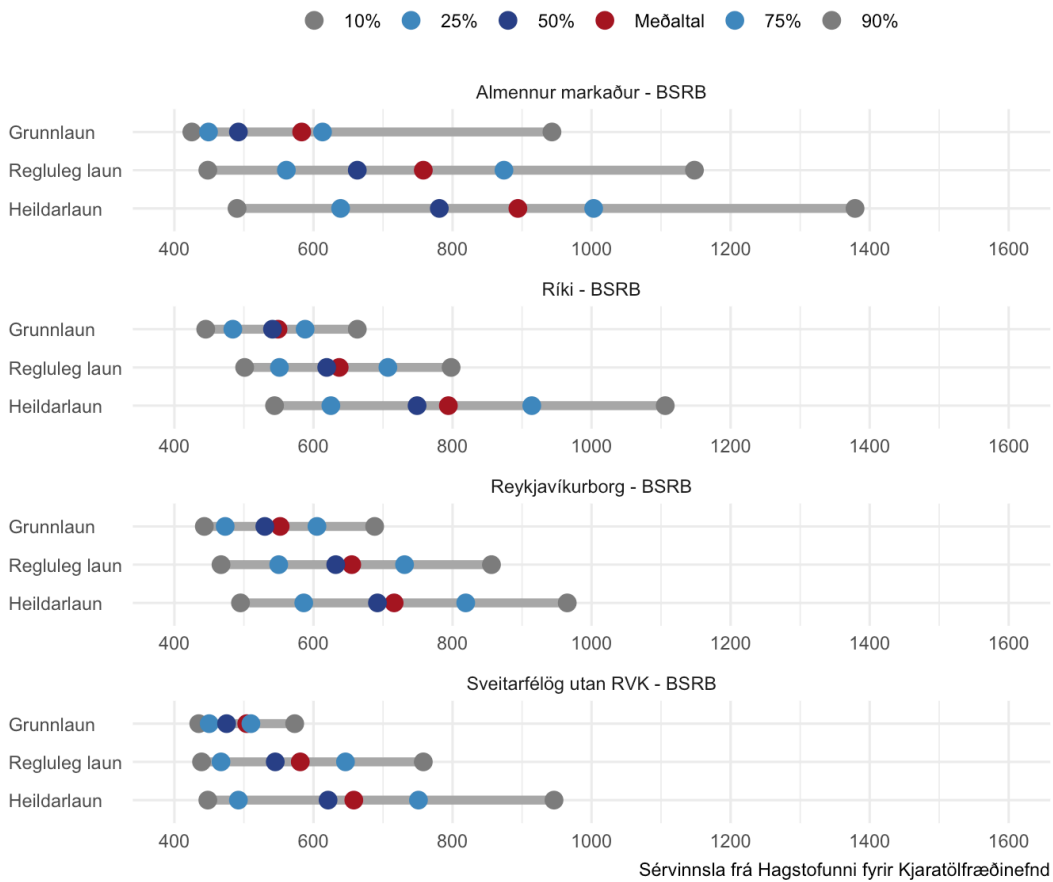 10% 25% 50% Meðaltal 75% 90%
Almennur markaður - BSRB
Grunnlaun
Regluleg laun
Heildarlaun
400 600 800 1000 1200 1400 1600
Ríki - BSRB
Grunnlaun
Regluleg laun
Heildarlaun
400 600 800 1000 1200 1400 1600
Reykjavíkurborg - BSRB
Grunnlaun
Regluleg laun
Heildarlaun
400 600 800 1000 1200 1400 1600
Sveitarfélög utan RVK - BSRB
Grunnlaun
Regluleg laun
Heildarlaun
400 600 800 1000 1200 1400 1600
Sérvinnsla frá Hagstofunni fyrir Kjaratölfræðinefnd